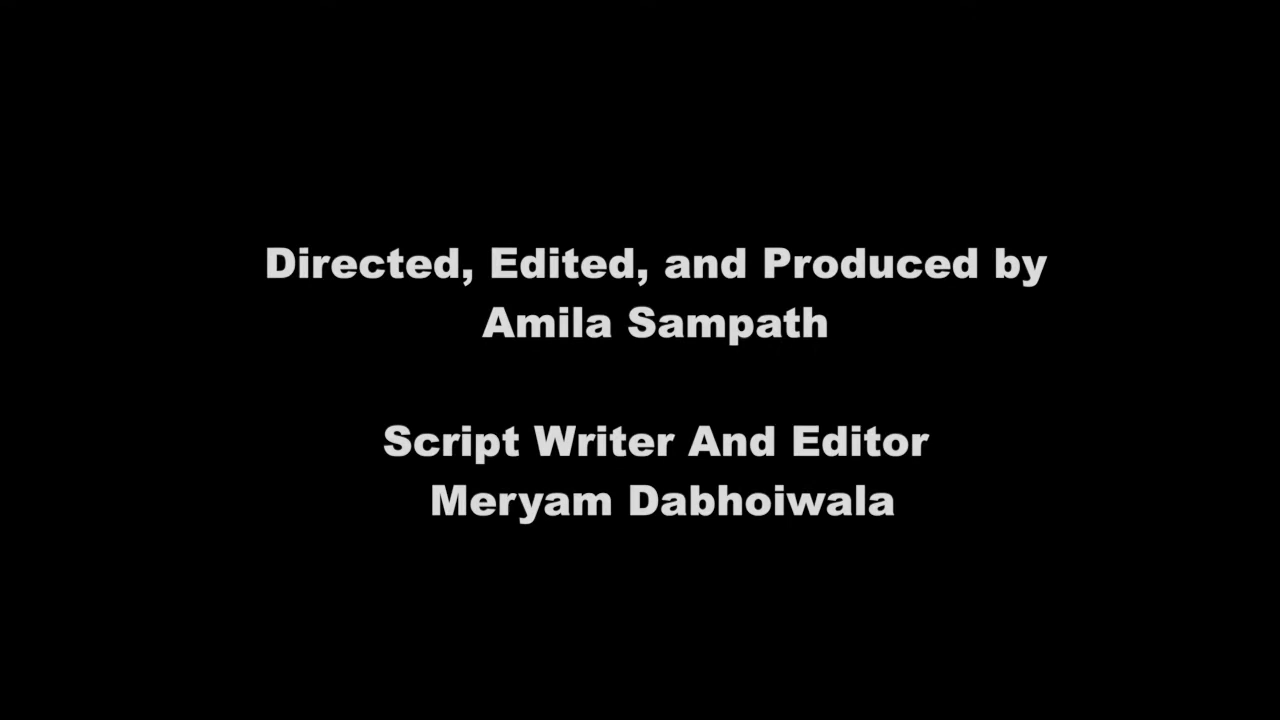 Directed, Edited, and Produced by
Amila Sampath
Script Writer And Editor
Meryam Dabhoiwala